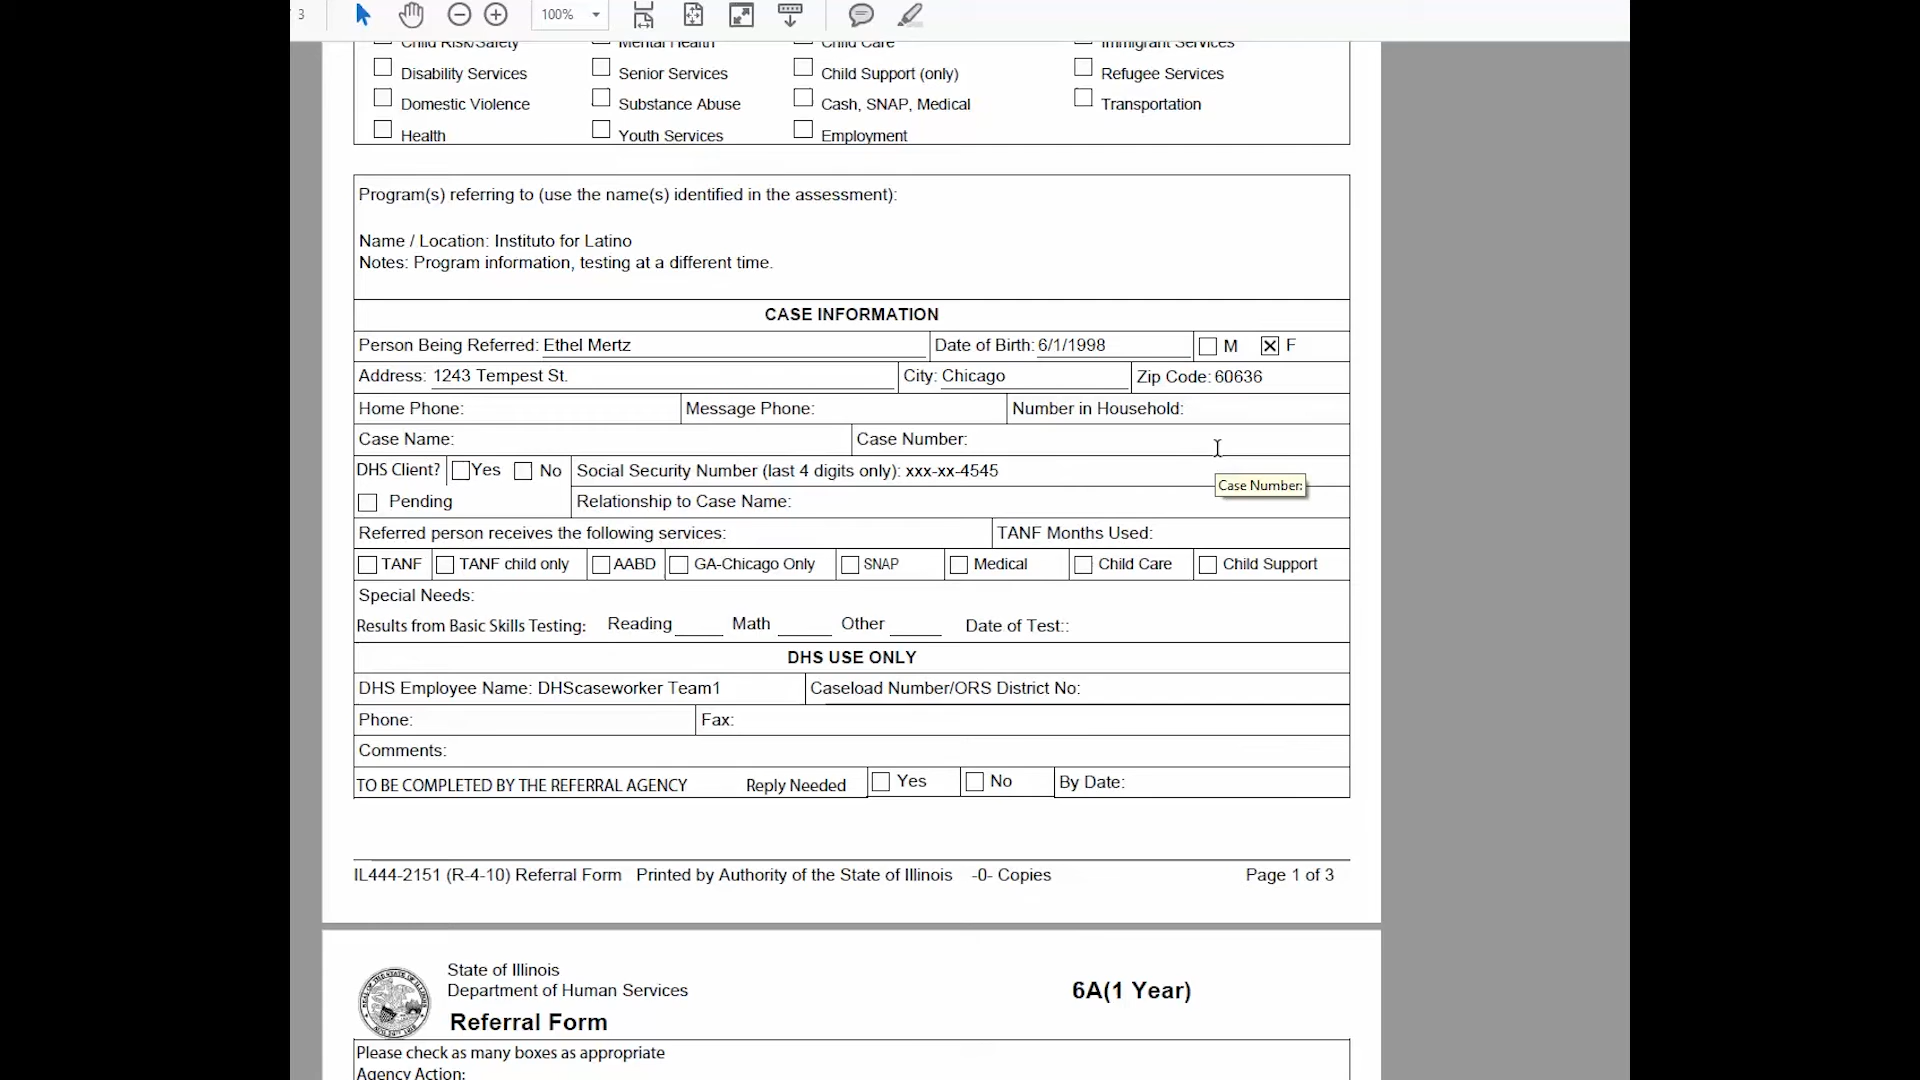 3 100%
Child Risk/Safety Mental Health Child Care Immigrant Services
Disability Services Senior Services Child Support (only) Refugee Services
Domestic Violence Substance Abuse Cash, SNAP, Medical Transportation
Health Youth Services Employment
Program(s) referring to (use the name(s) identified in the assessment):
Name / Location: Instituto for Latino
Notes: Program information, testing at a different time.
CASE INFORMATION
Person Being Referred: Ethel Mertz Date of Birth: 6/1/1998 M F
Address: 1243 Tempest St. City: Chicago Zip Code: 60636
Home Phone: Message Phone: Number in Household:
Case Name: Case Number:
DHS Client? Yes No Social Security Number (last 4 digits only): xxx-xx-4545
Case Number:
Pending Relationship to Case Name:
Referred person receives the following services: TANF Months Used:
TANF TANF child only AABD GA-Chicago Only SNAP Medical Child Care Child Support
Special Needs:
Results from Basic Skills Testing: Reading Math Other Date of Test::
DHS USE ONLY
DHS Employee Name: DHScaseworker Team1 Caseload Number/ORS District No:
Phone: Fax:
Comments:
TO BE COMPLETED BY THE REFERRAL AGENCY Reply Needed Yes No By Date:
IL444-2151 (R-4-10) Referral Form Printed by Authority of the State of Illinois -0- Copies Page 1 of 3
State of Illinois
Department of Human Services
6A(1 Year)
Referral Form
Please check as many boxes as appropriate
Agency Action: